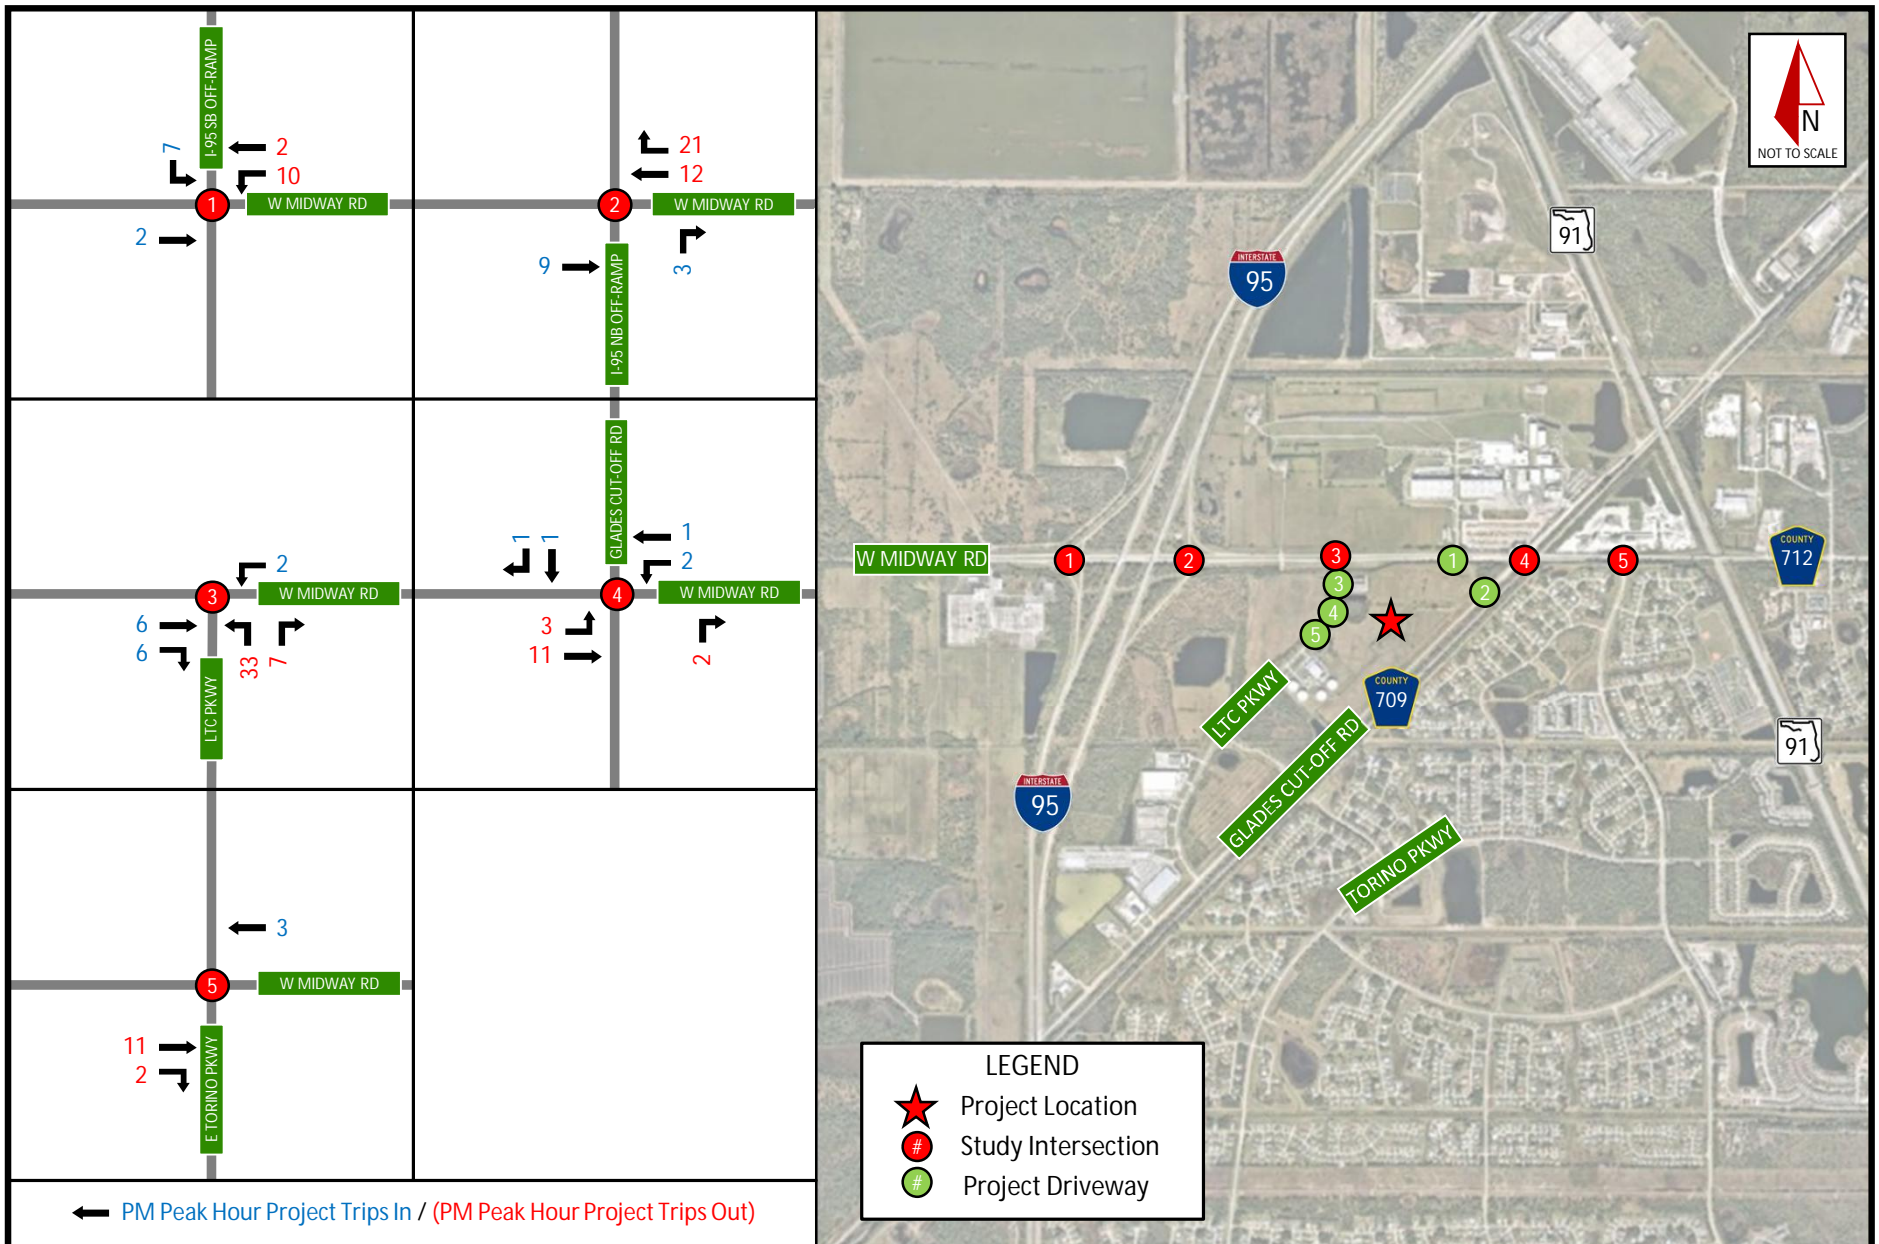 I-95 SB OFF-RAMP
7
2
10
1
W MIDWAY RD
2
21
12
2
W MIDWAY RD
9
3
I-95 NB OFF-RAMP
2
3
W MIDWAY RD
6
6
33
7
LTC PKWY
GLADES CUT-OFF RD
1
1
1
2
4
W MIDWAY RD
3
11
2
3
5
W MIDWAY RD
11
2
E TORINO PKWY
PM Peak Hour Project Trips In / (PM Peak Hour Project Trips Out)
N
NOT TO SCALE
91
INTERSTATE
95
W MIDWAY RD
1
2
3
1
4
5
COUNTY
712
3
2
4
5
COUNTY
709
LTC PKWY
GLADES CUT-OFF RD
91
INTERSTATE
95
TORINO PKWY
LEGEND
Project Location
# Study Intersection
# Project Driveway